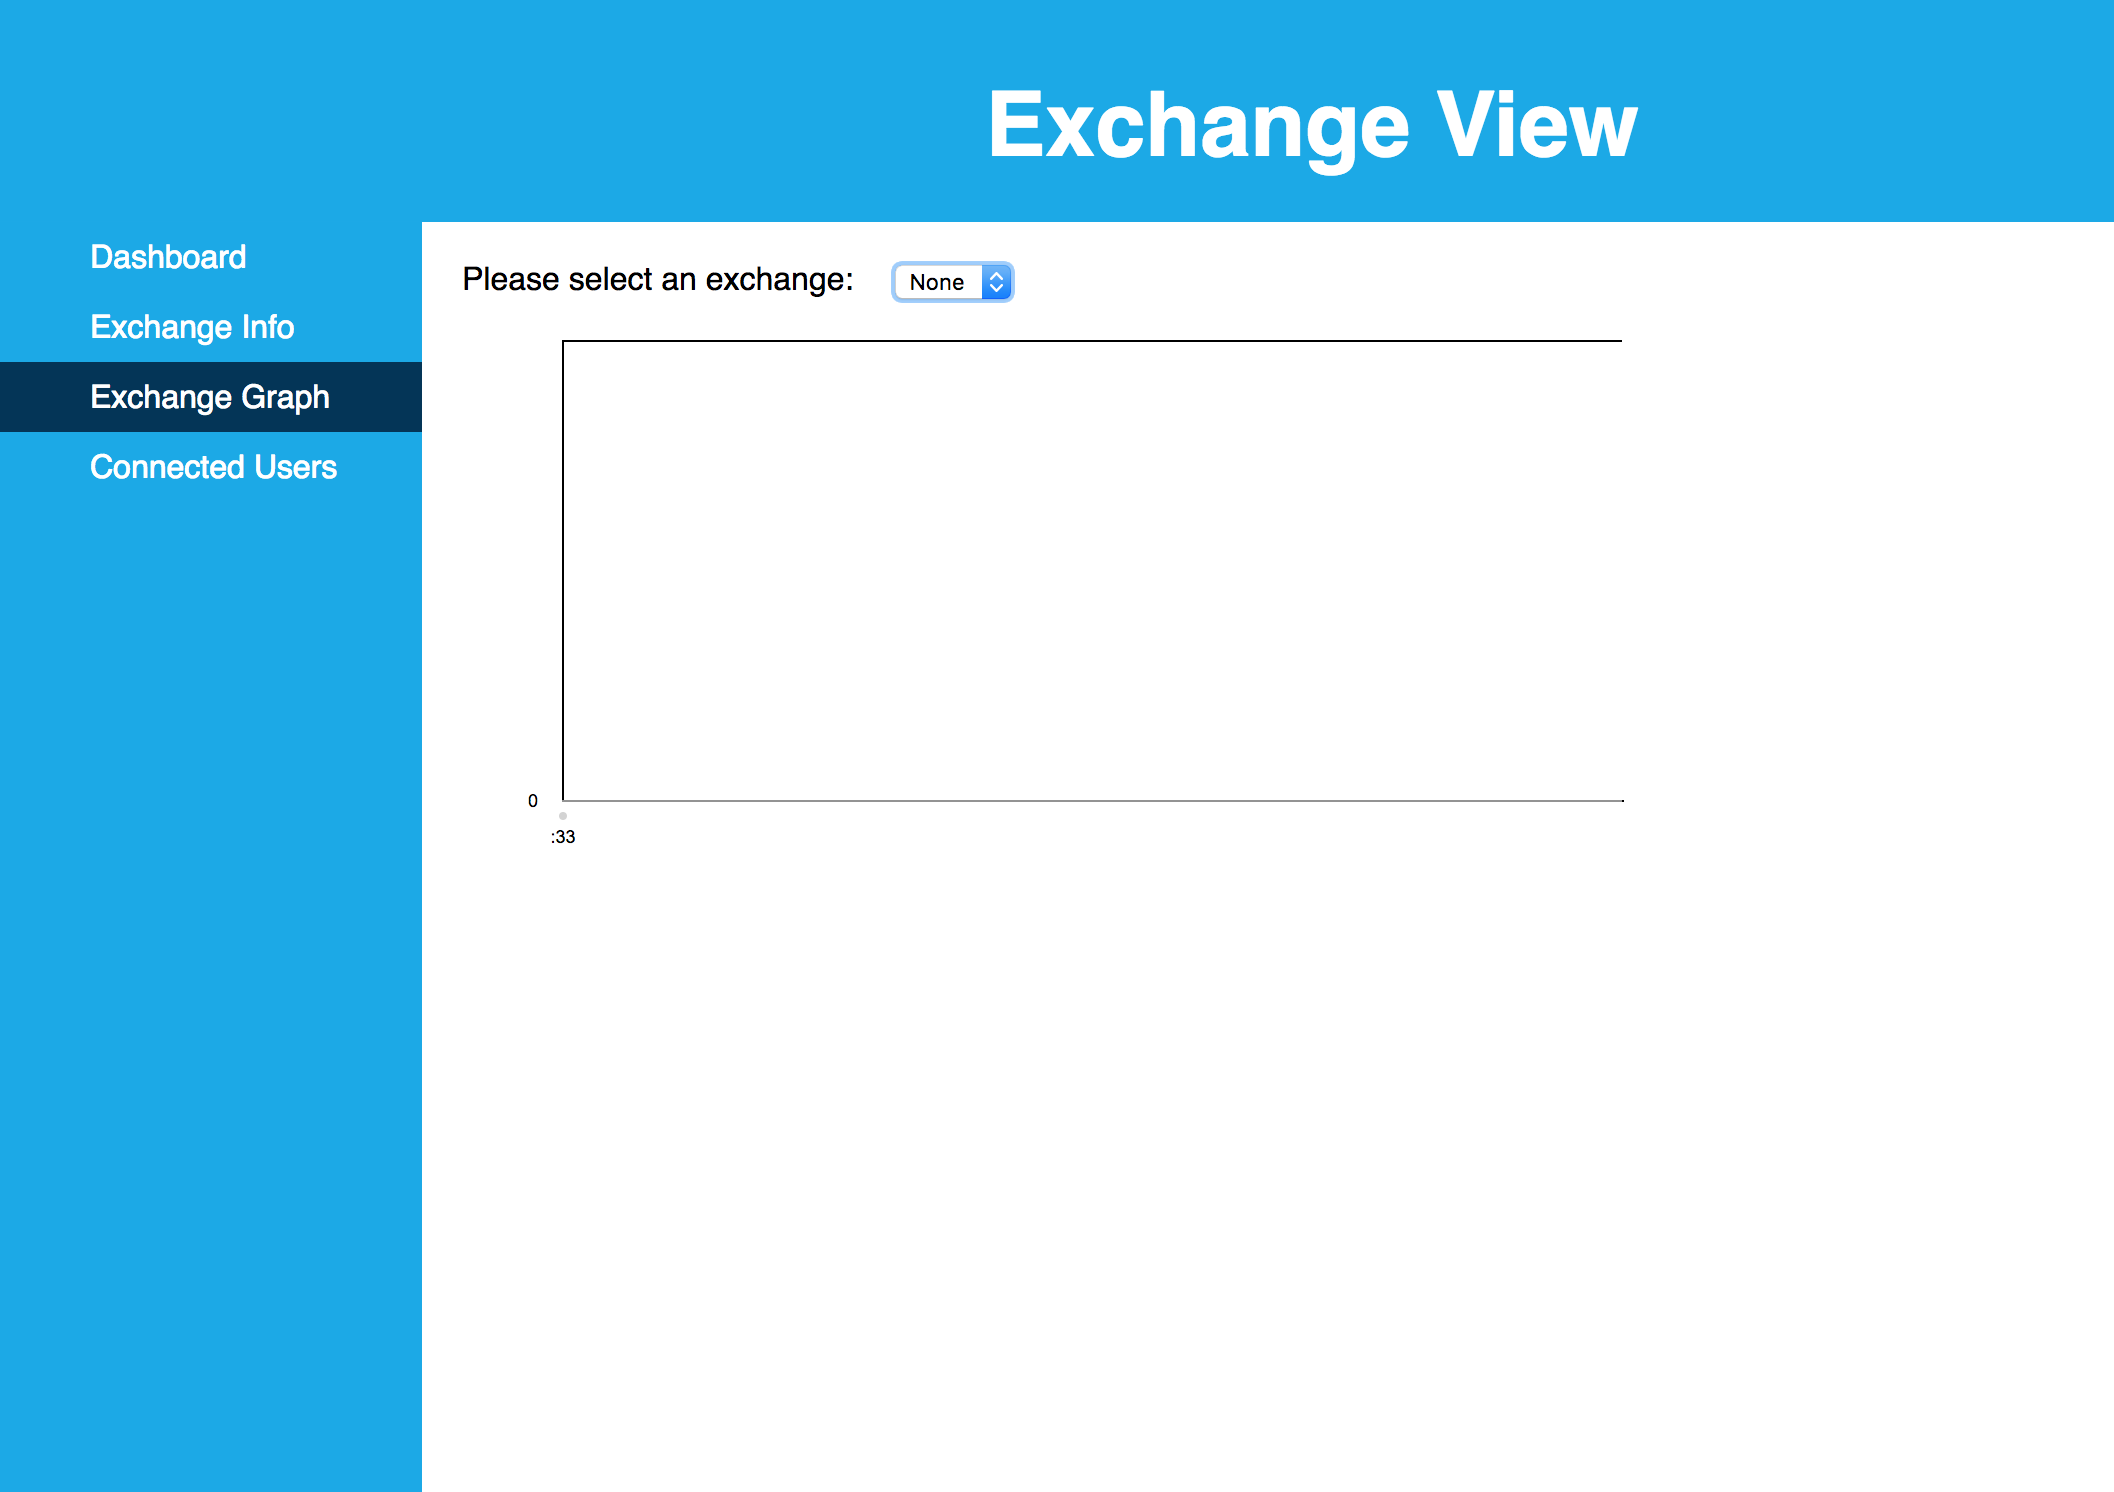 Exchange View
Dashboard
Exchange Info
Exchange Graph
Connected Users
Please select an exchange: None
0
:33